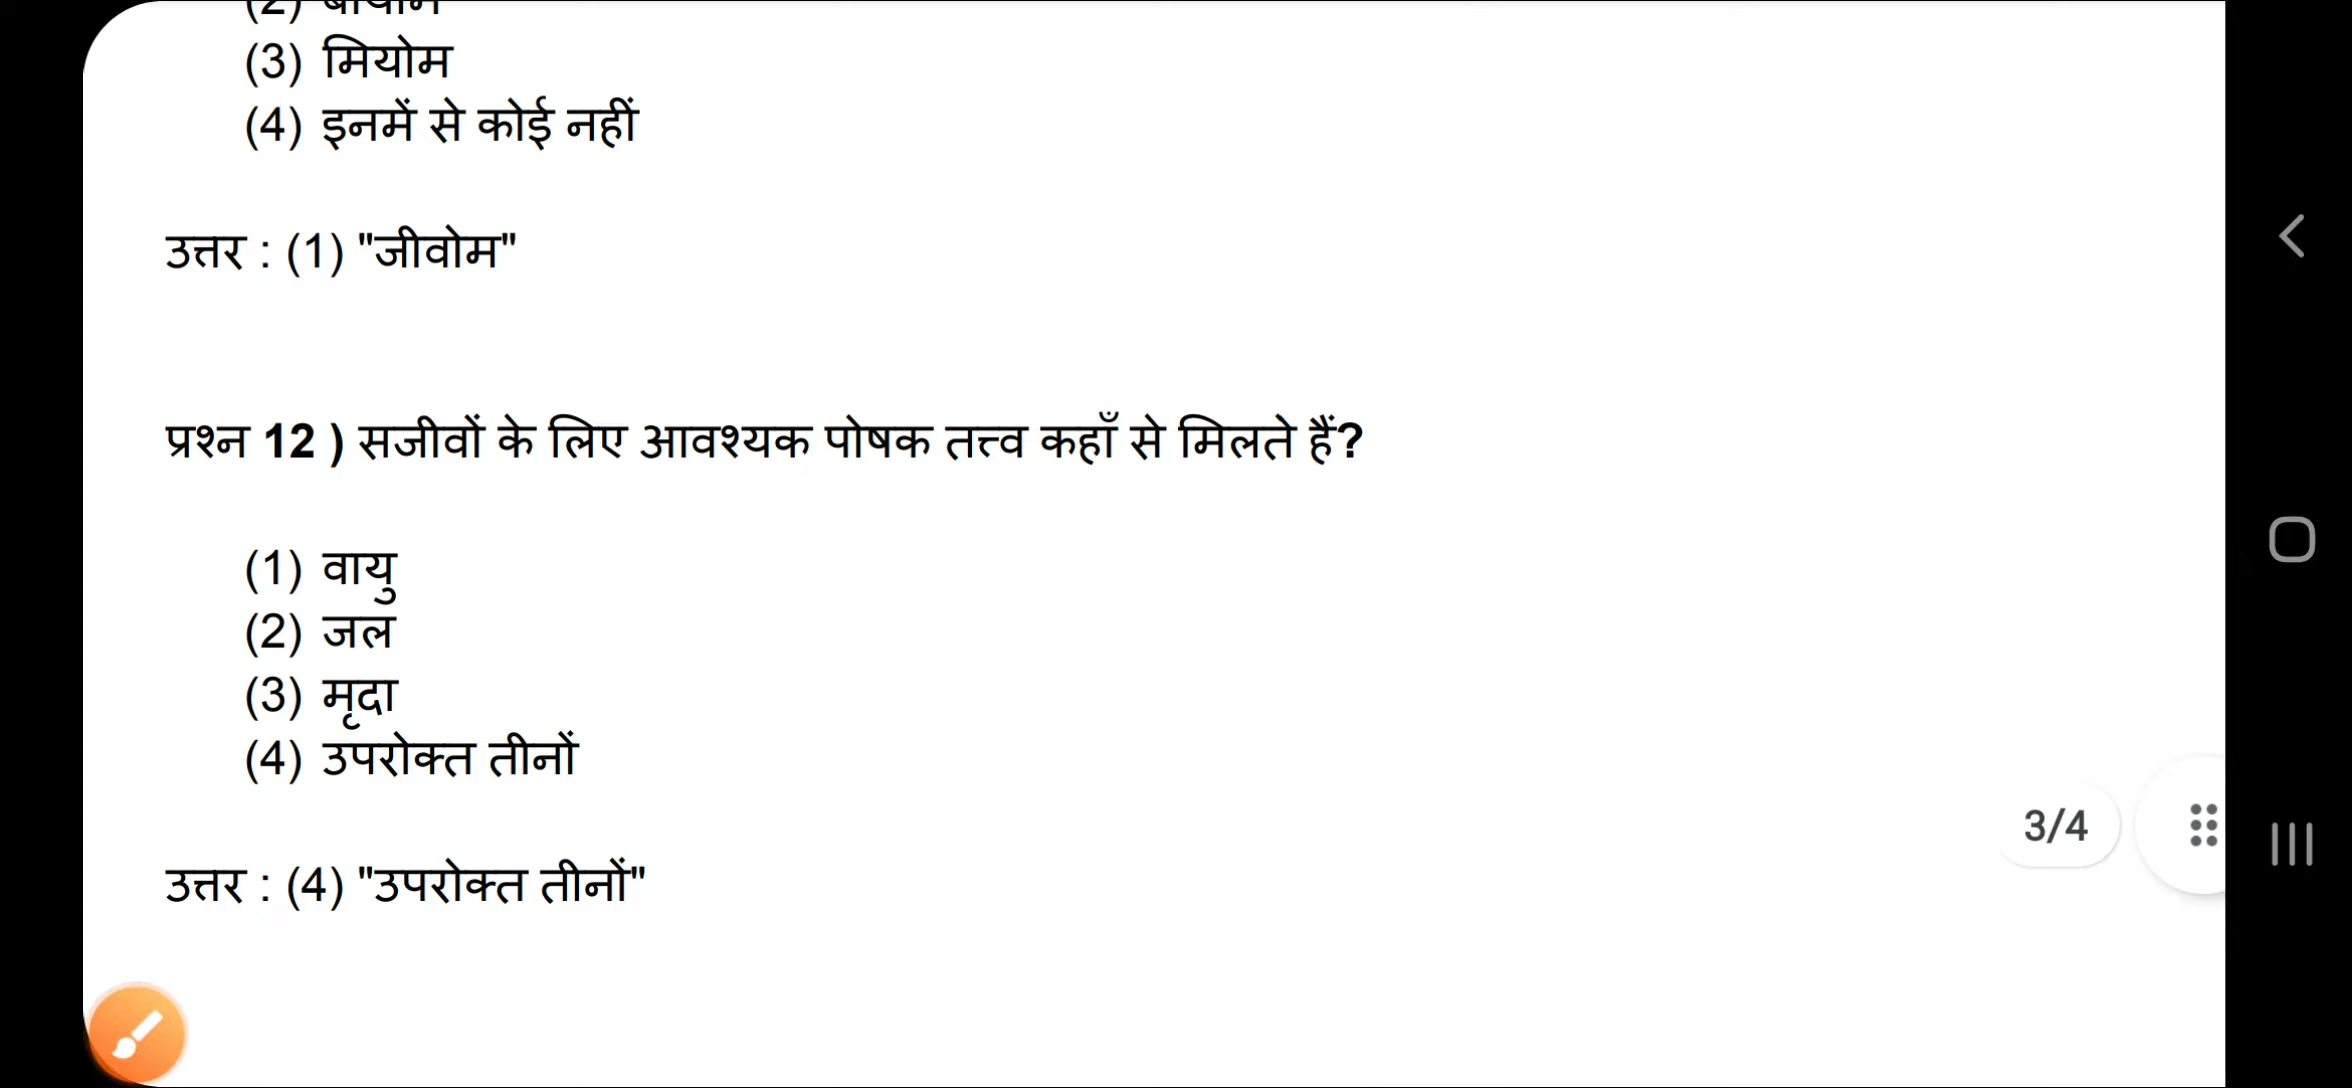 (3) मियोम
(4) इनमें से कोई नहीं
उत्तर : (1) "जीवोम"
प्रश्न 12 ) सजीवों के लिए आवश्यक पोषक तत्त्व कहाँ से मिलते हैं?
(1) वायु
(2) जल
(3) मृदा
(4) उपरोक्त तीनों
3/4
उत्तर : (4) "उपरोक्त तीनों"